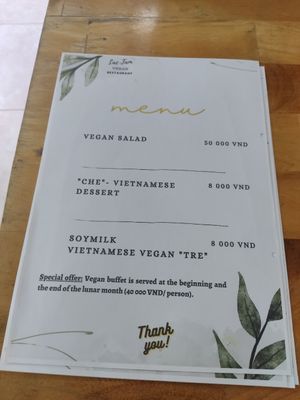 VEGAN
RESTAURANT
menu
VEGAN SALAD 50 000 VND
"CHE"- VIETNAMESE 8 000 VND
DESSERT
SOYMILK 8 000 VND
VIETNAMESE VEGAN "TRE"
Special offer: Vegan buffet is served at the beginning and
the end of the lunar month (40 000 VND/ person).
Thank
you!